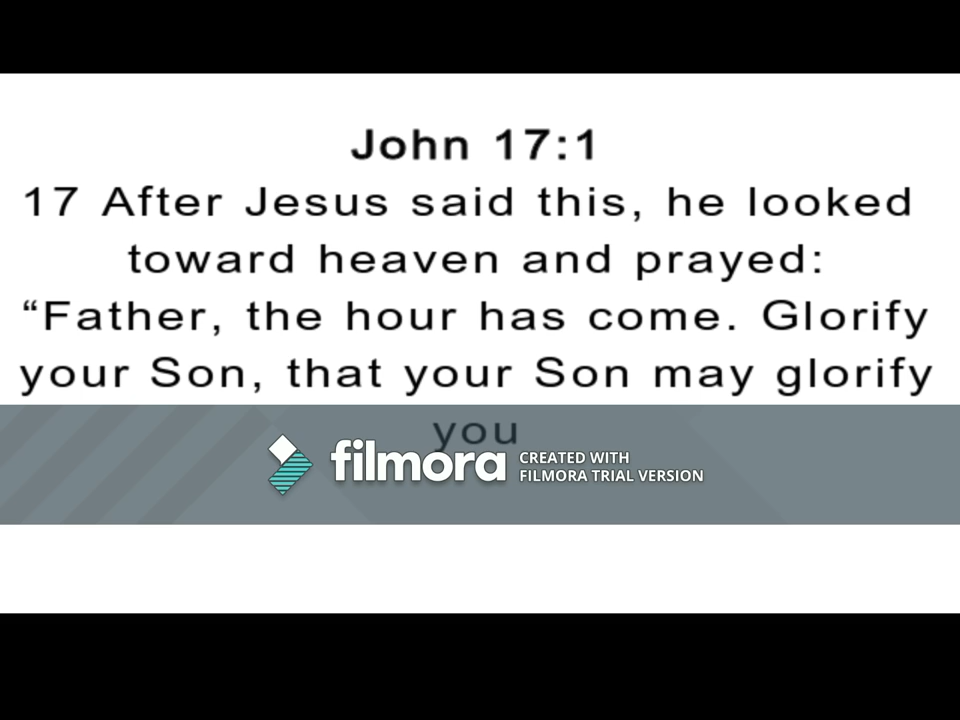 John 17:1
17 After Jesus said this, he looked
toward heaven and prayed:
“Father, the hour has come. Glorify
your Son, that your Son may glorify
you
filmora CREATED WITH
FILMORA TRIAL VERSION